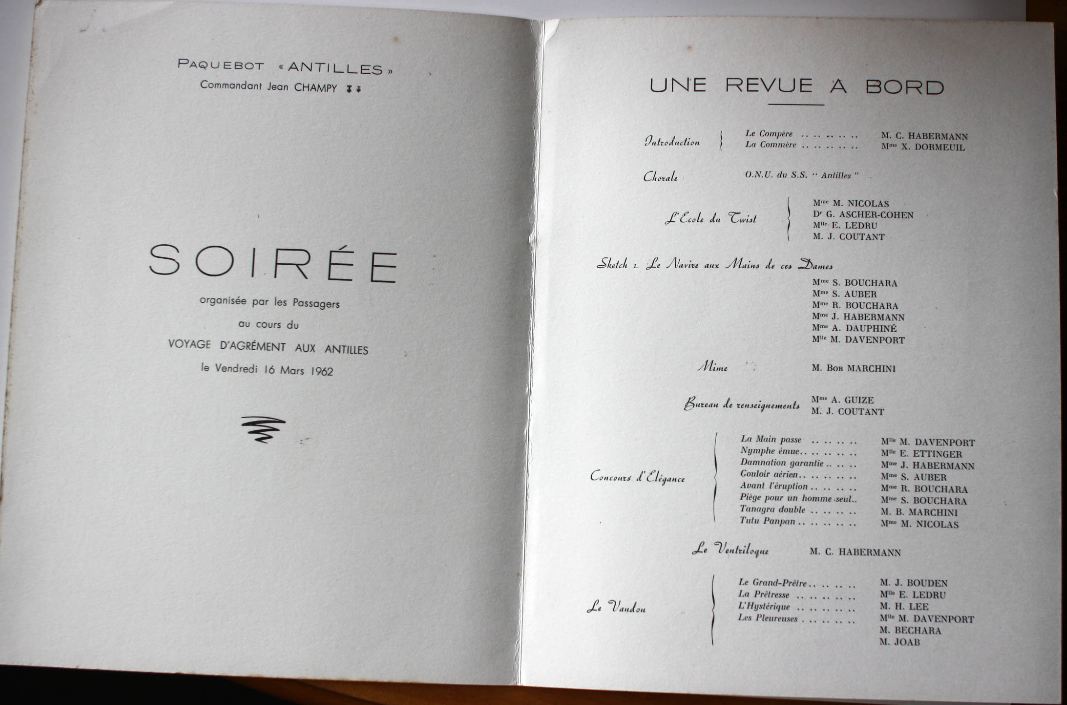 PAQUEBOT « ANTILLES »
Commandant Jean CHAMPY
SOIRÉE
organisée par les Passagers
au cours du
VOYAGE D'AGRÉMENT AUX ANTILLES
le Vendredi 16 Mars 1962
UNE REVUE A BORD
Introduction
Le Compère .. .. .. .. .. M. C. HABERMANN
La Commère .. .. .. .. .. Mme X. DORMEUIL
Chorale O.N.U. du S.S. " Antilles "
L'Ecole du Twist
Mme M. NICOLAS
Dr G. ASCHER-COHEN
Mlle E. LEDRU
M. J. COUTANT
Sketch : Le Navire aux Mains de ces Dames
Mme S. BOUCHARA
Mme S. AUBER
Mme R. BOUCHARA
Mme J. HABERMANN
Mme A. DAUPHINÉ
Mlle M. DAVENPORT
Mime M. BOB MARCHINI
Bureau de renseignements
Mme A. GUIZE
M. J. COUTANT
Concours d'Elégance
La Main passe .. .. .. .. Mlle M. DAVENPORT
Nymphe émue .. .. .. .. .. Mlle E. ETTINGER
Damnation garantie .. .. .. Mme J. HABERMANN
Couloir aérien .. .. .. .. .. Mme S. AUBER
Avant l'éruption .. .. .. .. Mme R. BOUCHARA
Piège pour un homme seul .. Mme S. BOUCHARA
Tanagra double .. .. .. .. M. B. MARCHINI
Tutu Panpan .. .. .. .. .. Mme M. NICOLAS
Le Ventriloque M. C. HABERMANN
Le Vaudou
Le Grand-Prêtre .. .. .. .. M. J. BOUDEN
La Prêtresse .. .. .. .. .. Mlle E. LEDRU
L'Hystérique .. .. .. .. .. M. H. LEE
Les Pleureuses .. .. .. .. .. Mlle M. DAVENPORT
M. BECHARA
M. JOAB